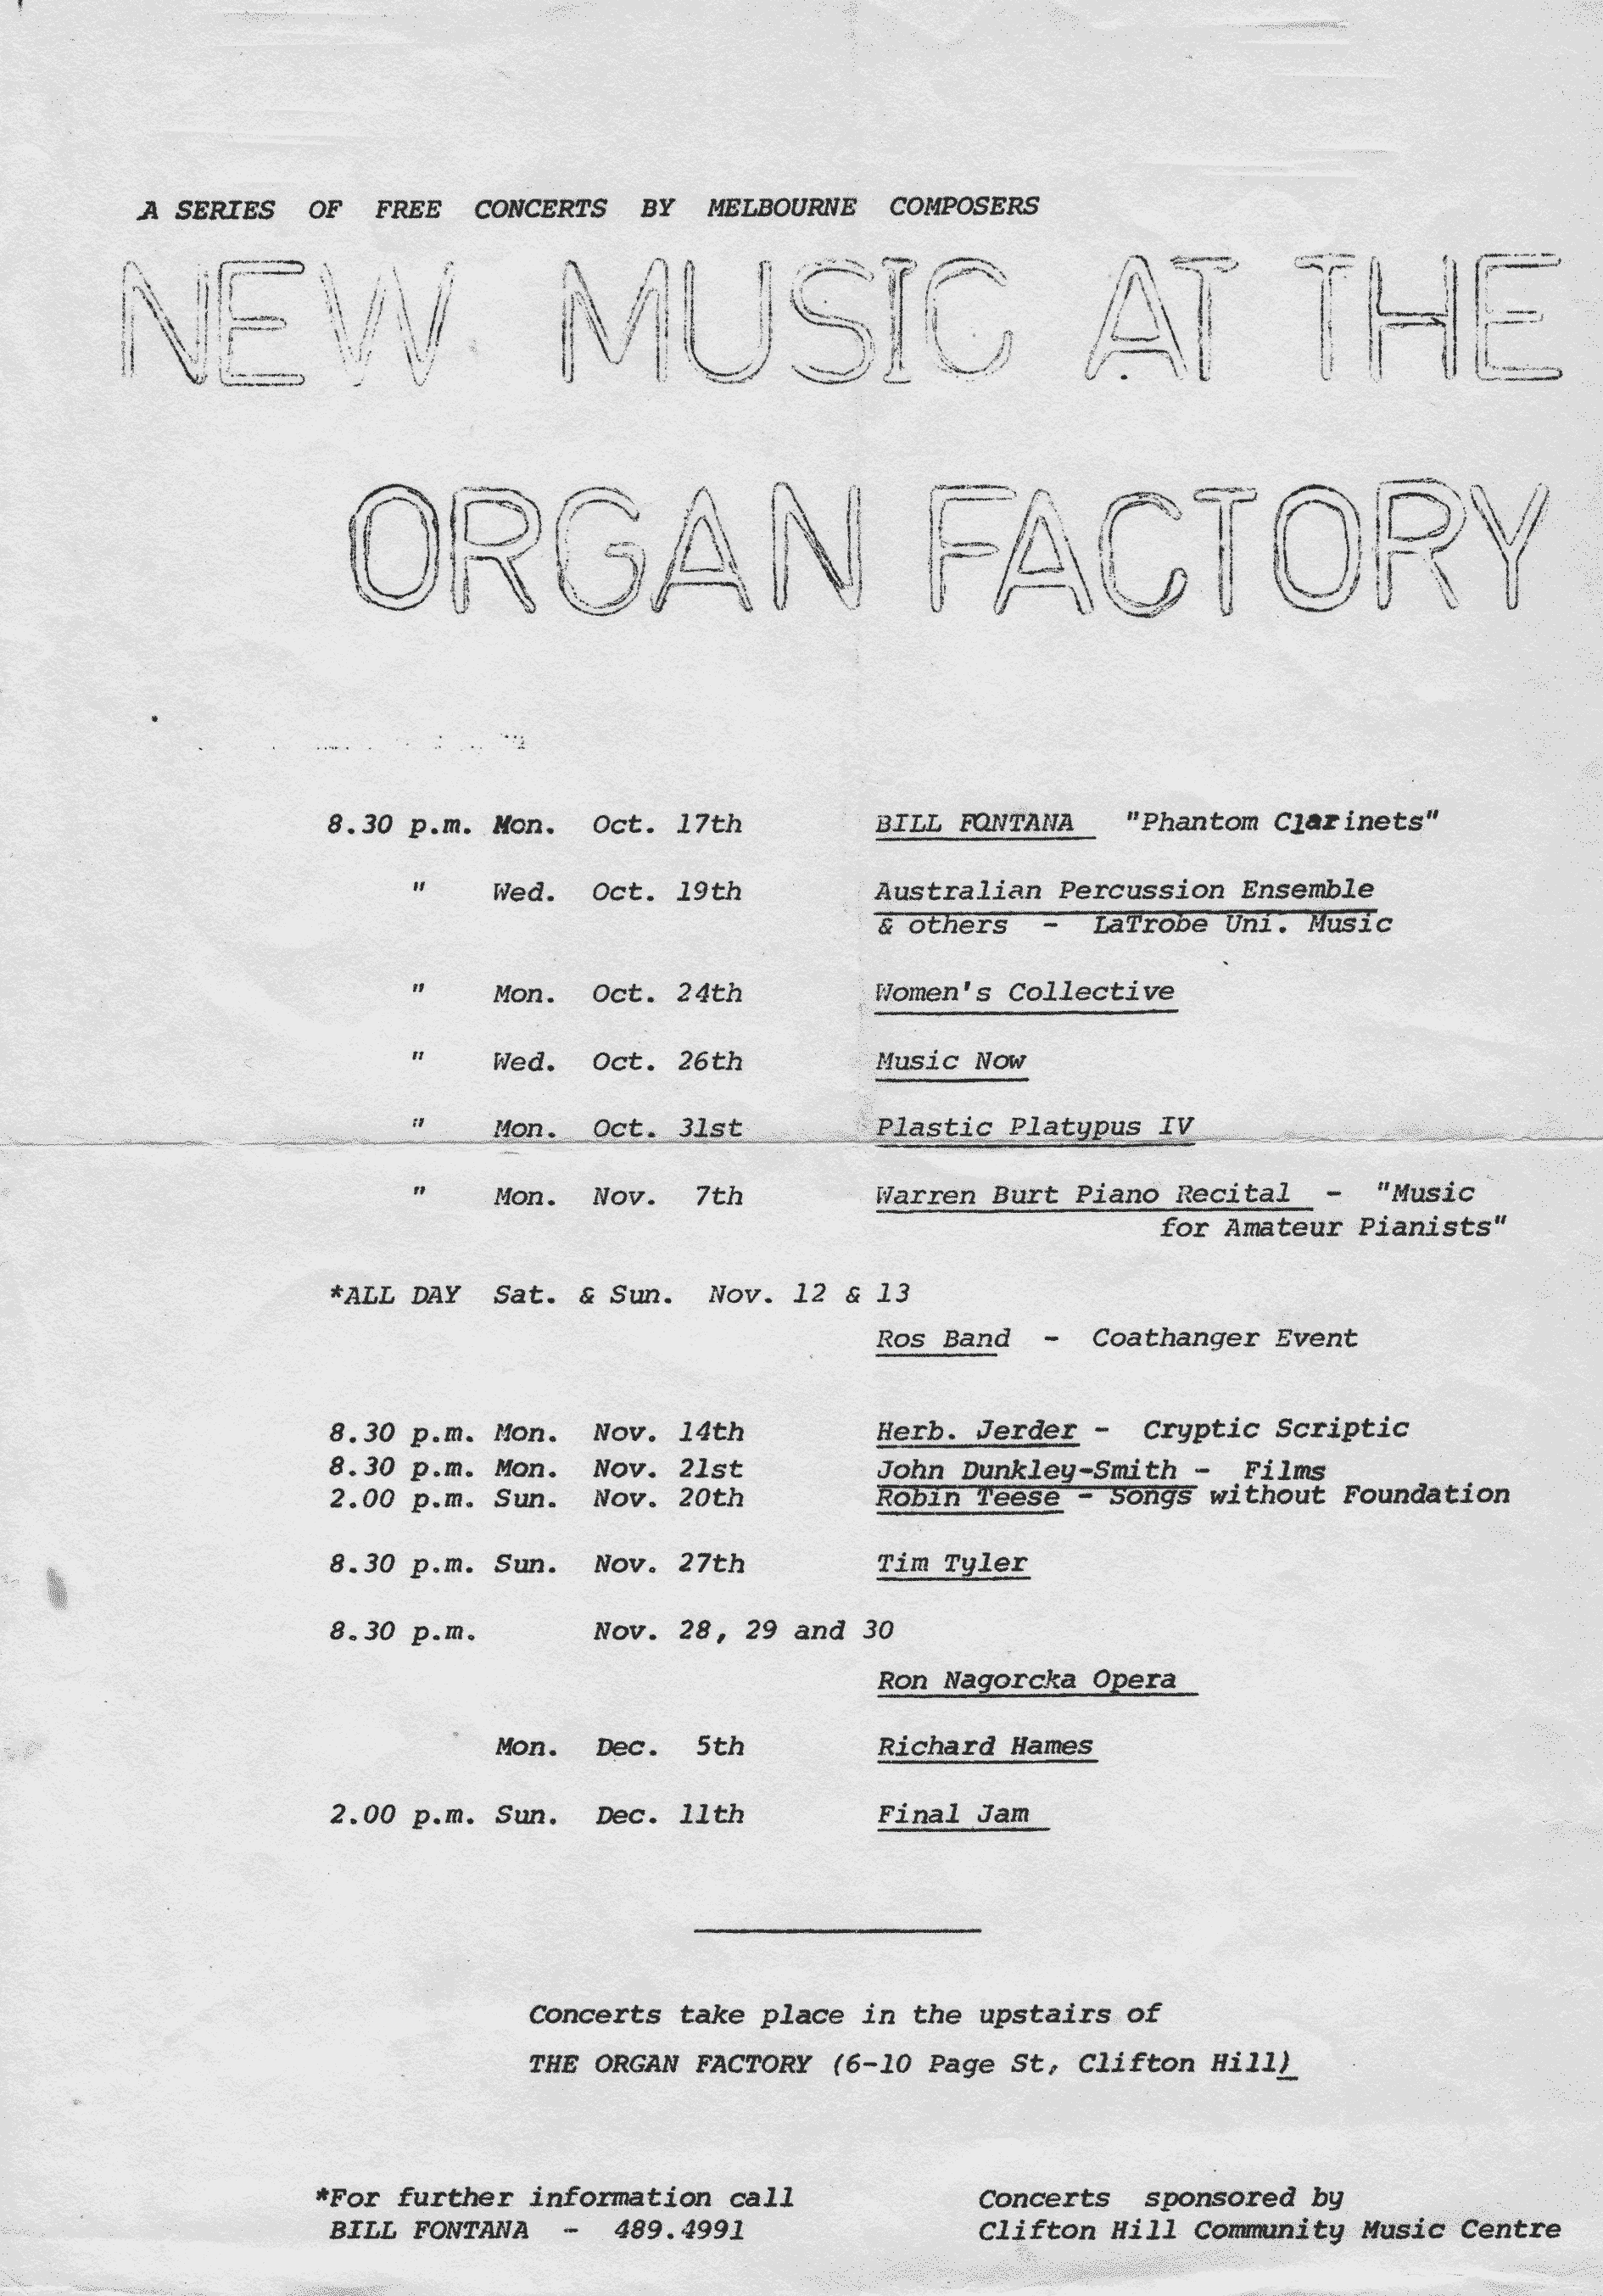 A SERIES OF FREE CONCERTS BY MELBOURNE COMPOSERS
NEW MUSIC AT THE
ORGAN FACTORY
8.30 p.m. Mon. Oct. 17th BILL FONTANA "Phantom Clarinets"
" Wed. Oct. 19th Australian Percussion Ensemble
& others - LaTrobe Uni. Music
" Mon. Oct. 24th Women's Collective
" Wed. Oct. 26th Music Now
" Mon. Oct. 31st Plastic Platypus IV
" Mon. Nov. 7th Warren Burt Piano Recital - "Music
for Amateur Pianists"
*ALL DAY Sat. & Sun. Nov. 12 & 13
Ros Band - Coathanger Event
8.30 p.m. Mon. Nov. 14th Herb. Jerder - Cryptic Scriptic
8.30 p.m. Mon. Nov. 21st John Dunkley-Smith - Films
2.00 p.m. Sun. Nov. 20th Robin Teese - Songs without Foundation
8.30 p.m. Sun. Nov. 27th Tim Tyler
8.30 p.m. Nov. 28, 29 and 30
Ron Nagorcka Opera
Mon. Dec. 5th Richard Hames
2.00 p.m. Sun. Dec. 11th Final Jam
Concerts take place in the upstairs of
THE ORGAN FACTORY (6-10 Page St, Clifton Hill)
*For further information call
BILL FONTANA - 489.4991
Concerts sponsored by
Clifton Hill Community Music Centre